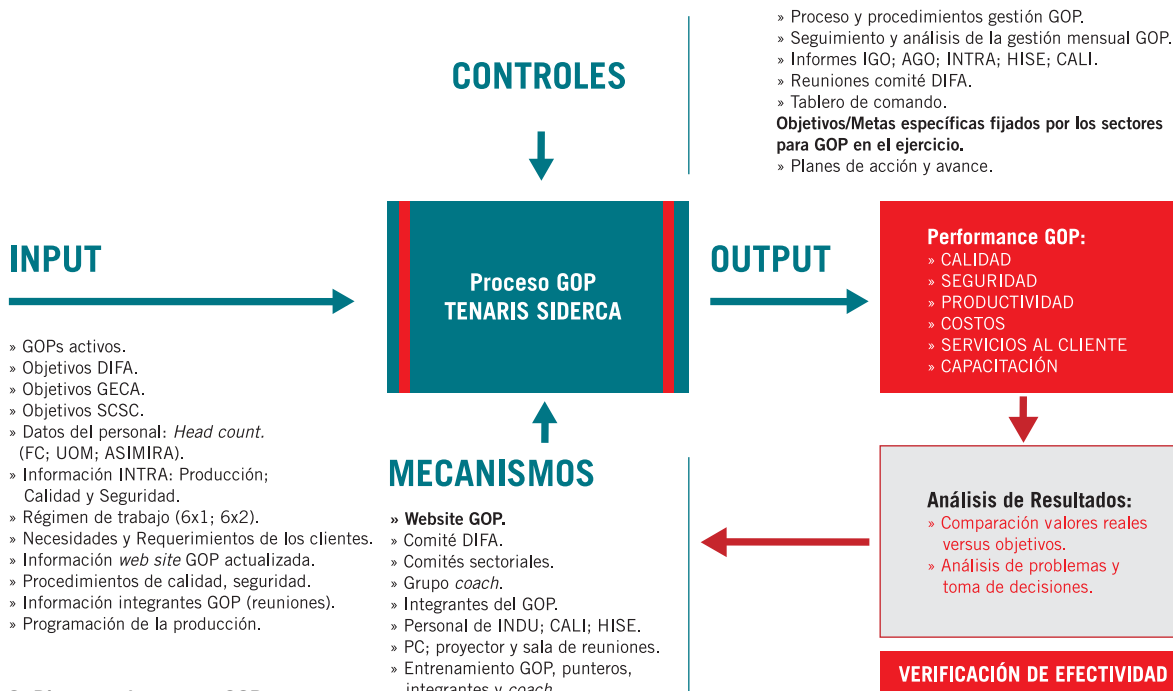 » Proceso y procedimientos gestión GOP.
» Seguimiento y análisis de la gestión mensual GOP.
» Informes IGO; AGO; INTRA; HISE; CALI.
» Reuniones comité DIFA.
» Tablero de comando.
Objetivos/Metas específicas fijados por los sectores
para GOP en el ejercicio.
» Planes de acción y avance.
CONTROLES
INPUT
Proceso GOP
TENARIS SIDERCA
OUTPUT
Performance GOP:
» CALIDAD
» SEGURIDAD
» PRODUCTIVIDAD
» COSTOS
» SERVICIOS AL CLIENTE
» CAPACITACIÓN
» GOPs activos.
» Objetivos DIFA.
» Objetivos GECA.
» Objetivos SCSC.
» Datos del personal: Head count.
(FC; UOM; ASIMIRA).
» Información INTRA: Producción;
Calidad y Seguridad.
» Régimen de trabajo (6x1; 6x2).
» Necesidades y Requerimientos de los clientes.
» Información web site GOP actualizada.
» Procedimientos de calidad, seguridad.
» Información integrantes GOP (reuniones).
» Programación de la producción.
MECANISMOS
» Website GOP.
» Comité DIFA.
» Comités sectoriales.
» Grupo coach.
» Integrantes del GOP.
» Personal de INDU; CALI; HISE.
» PC; proyector y sala de reuniones.
» Entrenamiento GOP, punteros,
integrantes y coach
Análisis de Resultados:
» Comparación valores reales
versus objetivos.
» Análisis de problemas y
toma de decisiones.
VERIFICACIÓN DE EFECTIVIDAD